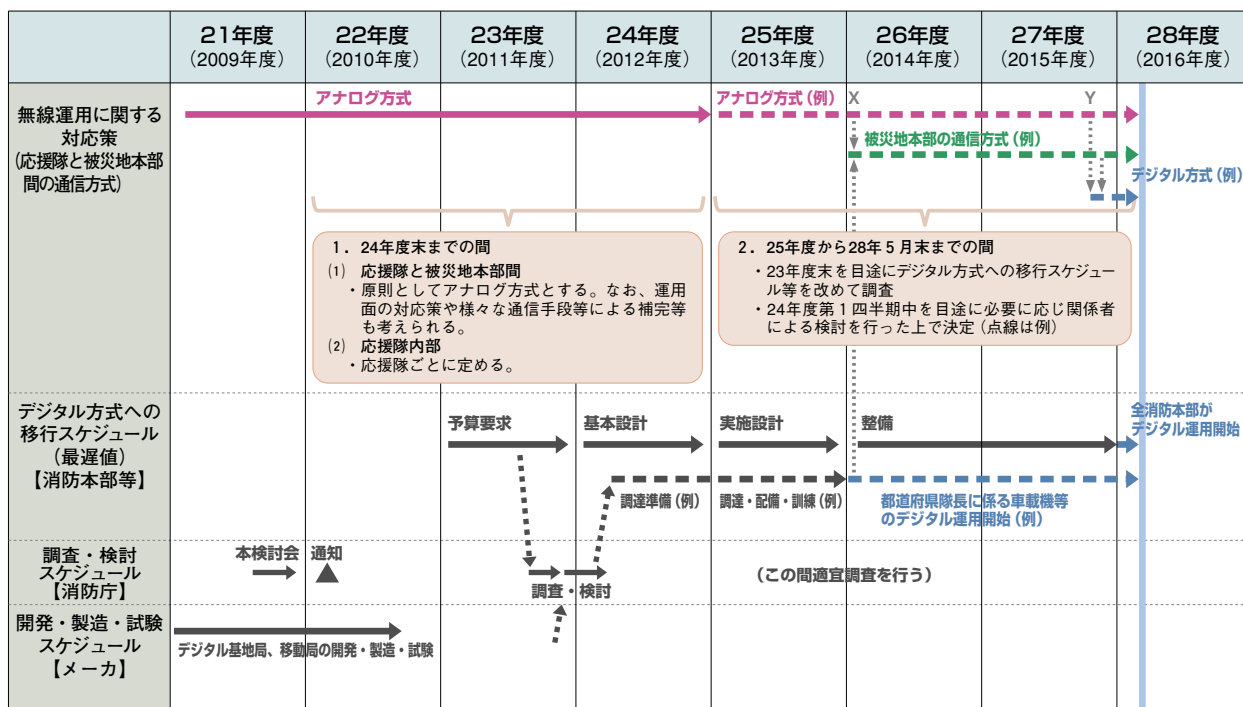 21年度 22年度 23年度 24年度 25年度 26年度 27年度 28年度
(2009年度) (2010年度) (2011年度) (2012年度) (2013年度) (2014年度) (2015年度) (2016年度)
無線運用に関する
対応策
(応援隊と被災地本部
間の通信方式)
アナログ方式
アナログ方式(例)
X
Y
被災地本部の通信方式(例)
デジタル方式(例)
1. 24年度末までの間
(1) 応援隊と被災地本部間
・原則としてアナログ方式とする。なお、運用
面の対応策や様々な通信手段等による補完等
も考えられる。
(2) 応援隊内部
・応援隊ごとに定める。
2. 25年度から28年5月末までの間
・23年度末を目途にデジタル方式への移行スケジュー
ル等を改めて調査
・24年度第1四半期中を目途に必要に応じ関係者
による検討を行った上で決定(点線は例)
デジタル方式への
移行スケジュール
(最遅値)
【消防本部等】
予算要求
基本設計
実施設計
整備
全消防本部が
デジタル運用開始
調達準備(例)
調達・配備・訓練(例)
都道府県隊長に係る車載機等
のデジタル運用開始(例)
調査・検討
スケジュール
【消防庁】
本検討会
通知
調査・検討
(この間適宜調査を行う)
開発・製造・試験
スケジュール
【メーカ】
デジタル基地局、移動局の開発・製造・試験